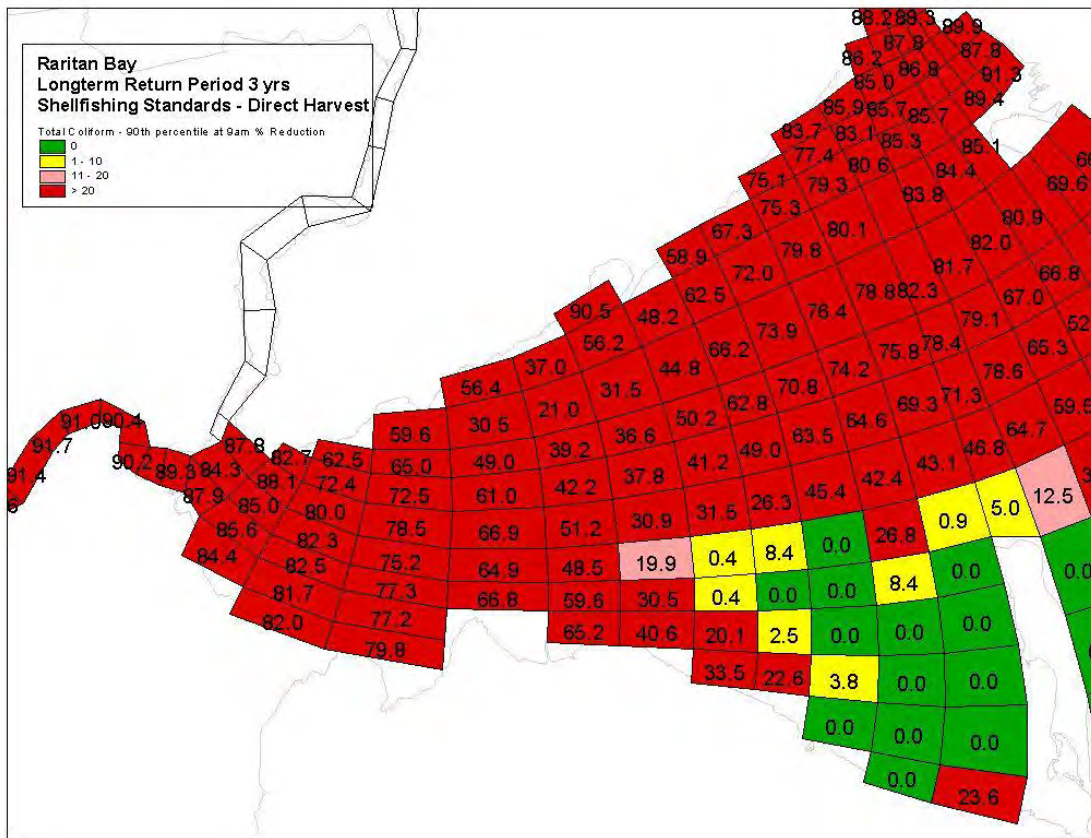 Raritan Bay
Longterm Return Period 3 yrs
Shellfishing Standards - Direct Harvest
Total Coliform - 90th percentile at 9am % Reduction
0
1 - 10
11 - 20
> 20
88.2 88.3 89.9
87.8 87.8
86.2 86.8 91.3
85.0 89.4
85.9 85.7 85.7
83.7 83.1 85.3 85.1
77.4 80.6 84.4
75.1 79.3 83.8 69.6
75.3 80.1 80.9
67.3 79.8 82.0
58.9 72.0 81.7 66.8
62.5 76.4 78.8 82.3 67.0
90.5 48.2 73.9 79.1
56.2 66.2 75.8 78.4 65.3
37.0 44.8 74.2 78.6
56.4 31.5 70.8 71.3
21.0 62.8 69.3
30.5 50.2 64.6 64.7
59.6 36.6 63.5
39.2 49.0 46.8
91.0 90.4 87.8 65.0 49.0 41.2 43.1
91.7 82.7 62.5 37.8 42.4
90.2 89.3 84.3 88.1 72.4 72.5 61.0 42.2 26.3 45.4 12.5
91.4 87.9 85.0 80.0 31.5 5.0
85.6 78.5 66.9 51.2 30.9 26.8 0.9
84.4 82.3 75.2 64.9 48.5 19.9 0.4 8.4 0.0
82.5 77.3 66.8 59.6 30.5 0.4 0.0 0.0 8.4 0.0
81.7 77.2
82.0 79.8 65.2 40.6 20.1 2.5 0.0 0.0 0.0
33.5 22.6 3.8 0.0 0.0
0.0 0.0 0.0
0.0 23.6